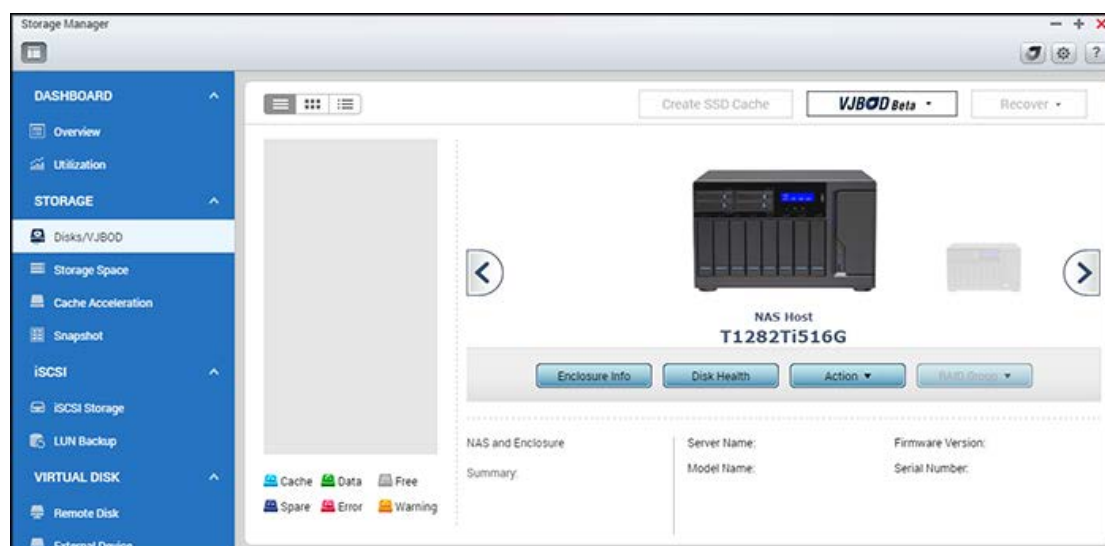 Storage Manager
DASHBOARD
Overview
Utilization
STORAGE
Disks/VJBOD
Storage Space
Cache Acceleration
Snapshot
iSCSI
iSCSI Storage
LUN Backup
VIRTUAL DISK
Remote Disk
External Device
Create SSD Cache
VJBOD Beta
Recover
NAS Host
T1282Ti516G
Enclosure Info
Disk Health
Action
RAID Group
Cache Data Free
Spare Error Warning
NAS and Enclosure
Summary:
Server Name:
Model Name:
Firmware Version:
Serial Number: